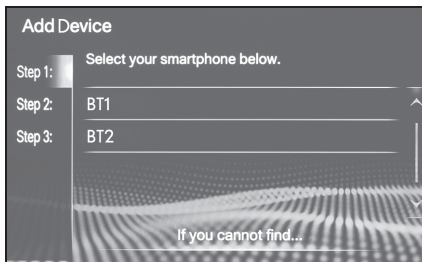 Add Device
Step 1:
Select your smartphone below.
Step 2:
BT1
Step 3:
BT2
If you cannot find...